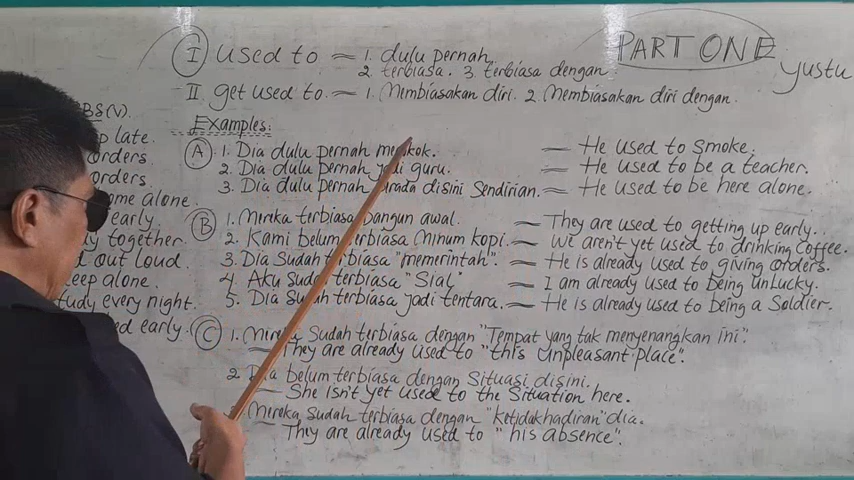 I used to = 1. dulu pernah
PART ONE
yustu
2. terbiasa. 3 terbiasa dengan
II get used to = 1. Membiasakan diri. 2 Membiasakan diri dengan.
Examples:
A 1. Dia dulu pernah — He used to smoke.
2. Dia dulu pernah guru. — He used to be a teacher.
3. Dia dulu pernah disini Sendirian. = He used to be here alone.
B 1. Mereka terbiasa bangun awal. — They are used to getting up early.
2. Kami belum terbiasa Minum kopi. — We aren't yet used to drinking coffee.
3. Dia Sudah terbiasa "memerintah". — He is already used to giving orders.
4. Aku Sudah terbiasa "Sial" — I am already used to being unLucky.
5. Dia Sudah terbiasa jadi tentara. — He is already used to being a Soldier.
C 1. Mereka Sudah terbiasa dengan "Tempat yang tak menyenangkan ini".
— They are already used to "this unpleasant place".
2. Dia belum terbiasa dengan Situasi disini.
— She isn't yet used to the Situation here.
Mereka Sudah terbiasa dengan "ketidakhadiran" dia.
They are already used to "his absence".
(V).
late.
orders.
orders
alone.
early
together.
out loud.
alone.
every night.
early.